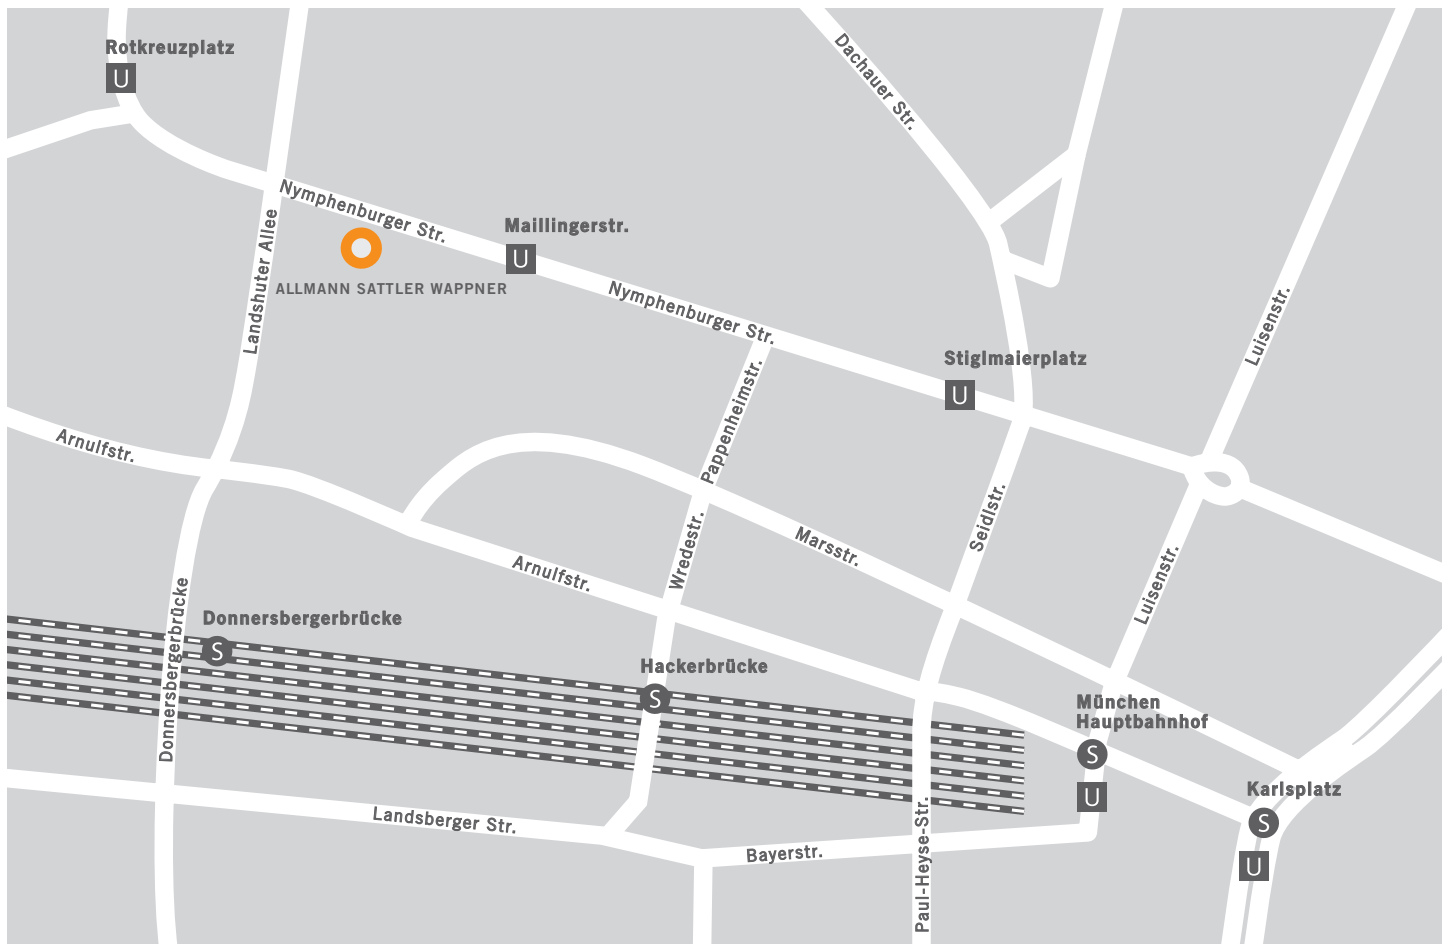 Rotkreuzplatz
U
Dachauer Str.
Nymphenburger Str.
Maillingerstr.
U
Landshuter Allee
ALLMANN SATTLER WAPPNER
Nymphenburger Str.
Luisenstr.
Stiglmaierplatz
U
Pappenheimstr.
Arnulfstr.
Seidlstr.
Wredestr.
Marsstr.
Arnulfstr.
Luisenstr.
Donnersbergerbrücke
Donnersbergerbrücke
S
Hackerbrücke
S
München
Hauptbahnhof
S
U
Karlsplatz
S
U
Landsberger Str.
Bayerstr.
Paul-Heyse-Str.